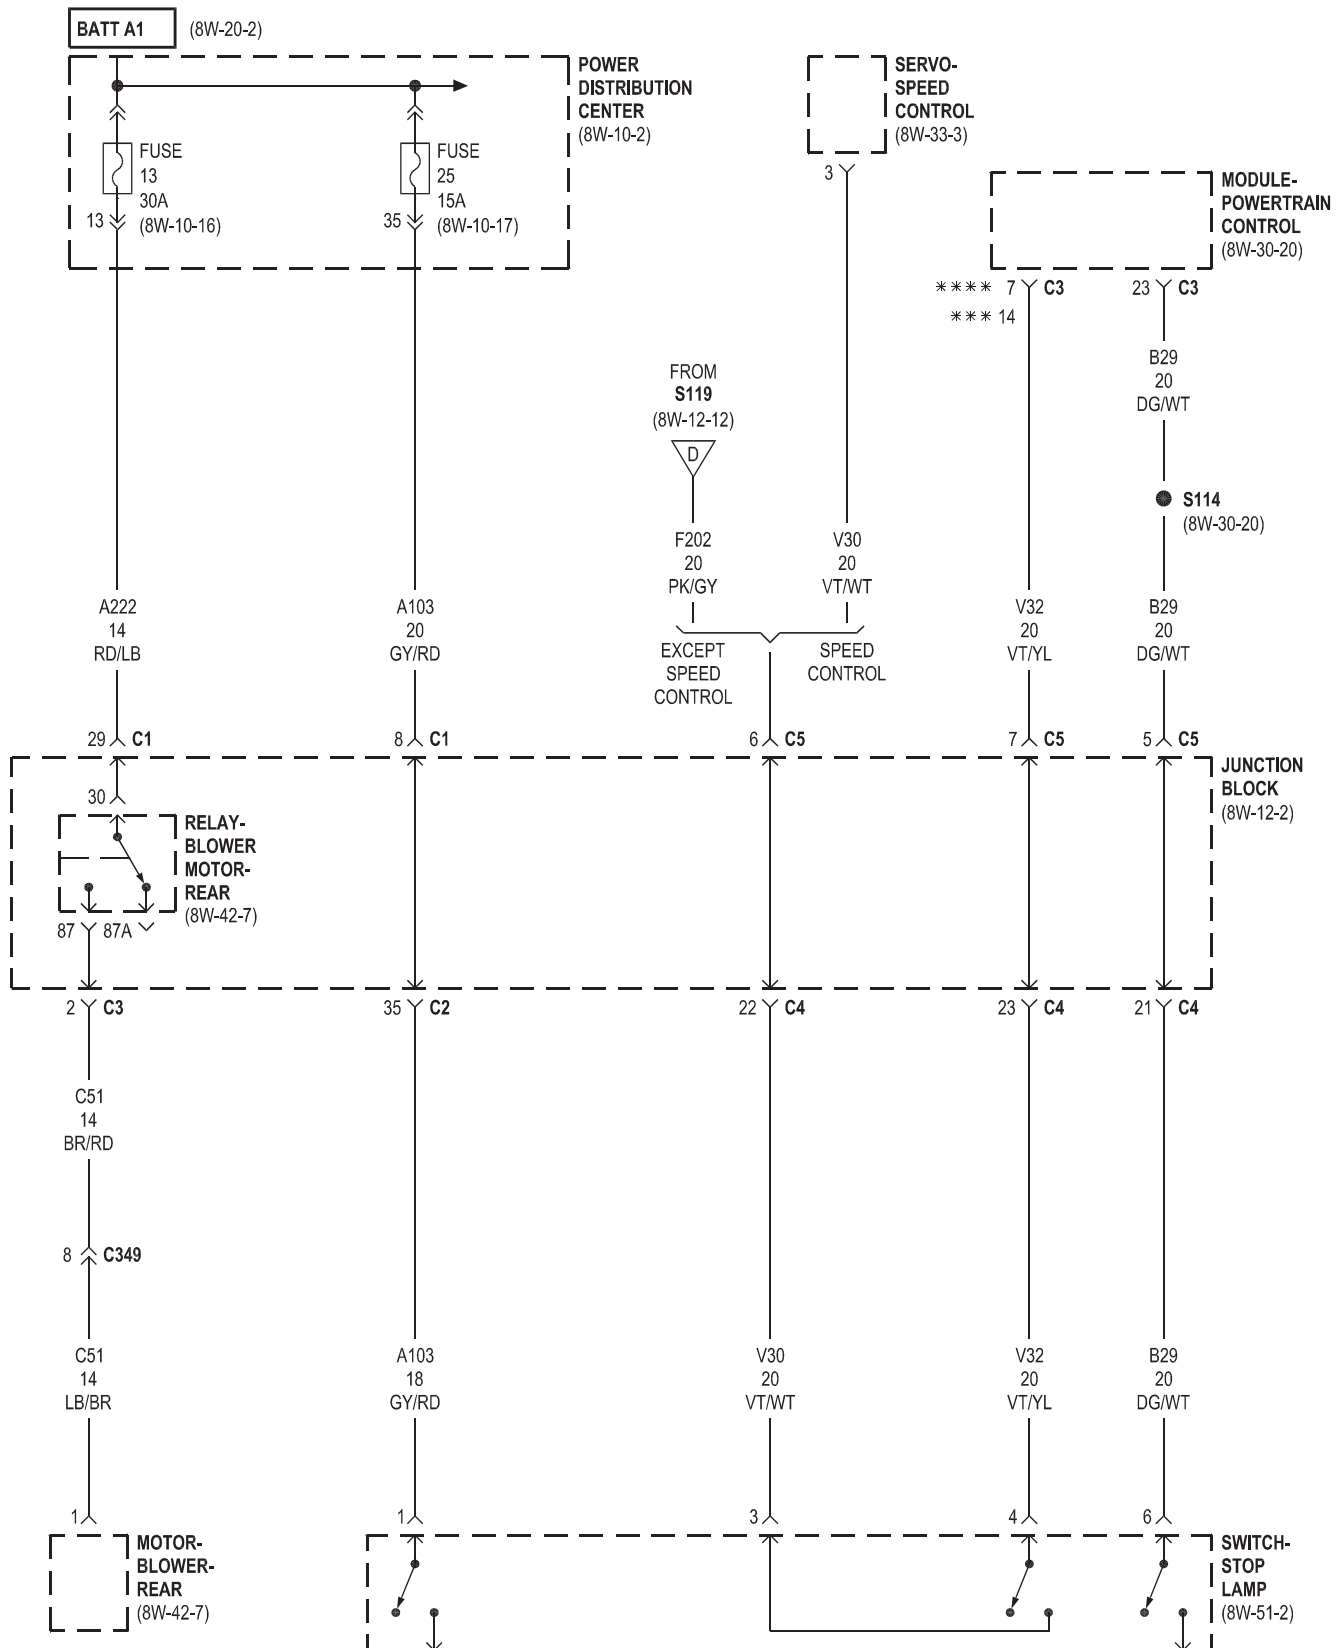 BATT A1 (8W-20-2)
POWER
DISTRIBUTION
CENTER
(8W-10-2)
FUSE
13
30A
(8W-10-16)
13
FUSE
25
15A
(8W-10-17)
35
SERVO-
SPEED
CONTROL
(8W-33-3)
3
MODULE-
POWERTRAIN
CONTROL
(8W-30-20)
**** 7 C3
*** 14
23 C3
B29
20
DG/WT
FROM
S119
(8W-12-12)
D
S114
(8W-30-20)
F202
20
PK/GY
V30
20
VT/WT
A222
14
RD/LB
A103
20
GY/RD
EXCEPT
SPEED
CONTROL
SPEED
CONTROL
V32
20
VT/YL
B29
20
DG/WT
29 C1
8 C1
6 C5
7 C5
5 C5
JUNCTION
BLOCK
(8W-12-2)
30
RELAY-
BLOWER
MOTOR-
REAR
(8W-42-7)
87 87A
2 C3
35 C2
22 C4
23 C4
21 C4
C51
14
BR/RD
8 C349
C51
14
LB/BR
A103
18
GY/RD
V30
20
VT/WT
V32
20
VT/YL
B29
20
DG/WT
1
1
3
4
6
MOTOR-
BLOWER-
REAR
(8W-42-7)
SWITCH-
STOP
LAMP
(8W-51-2)